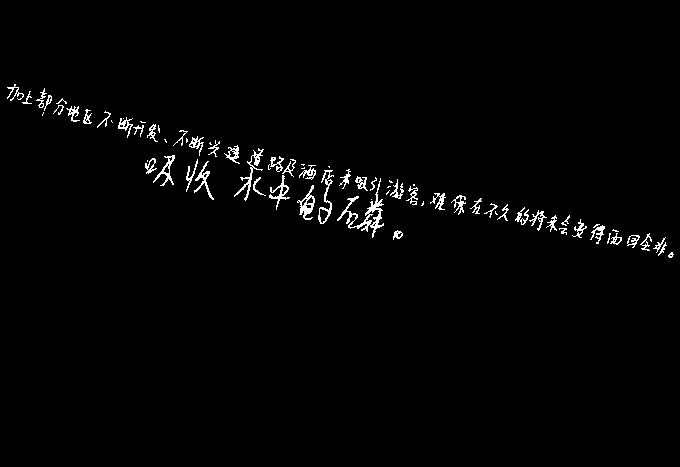 加上部分地区不断开发、不断兴建道路及酒店来吸引游客,难保在不久的将来会变得面目全非。
吸收水中的磷。